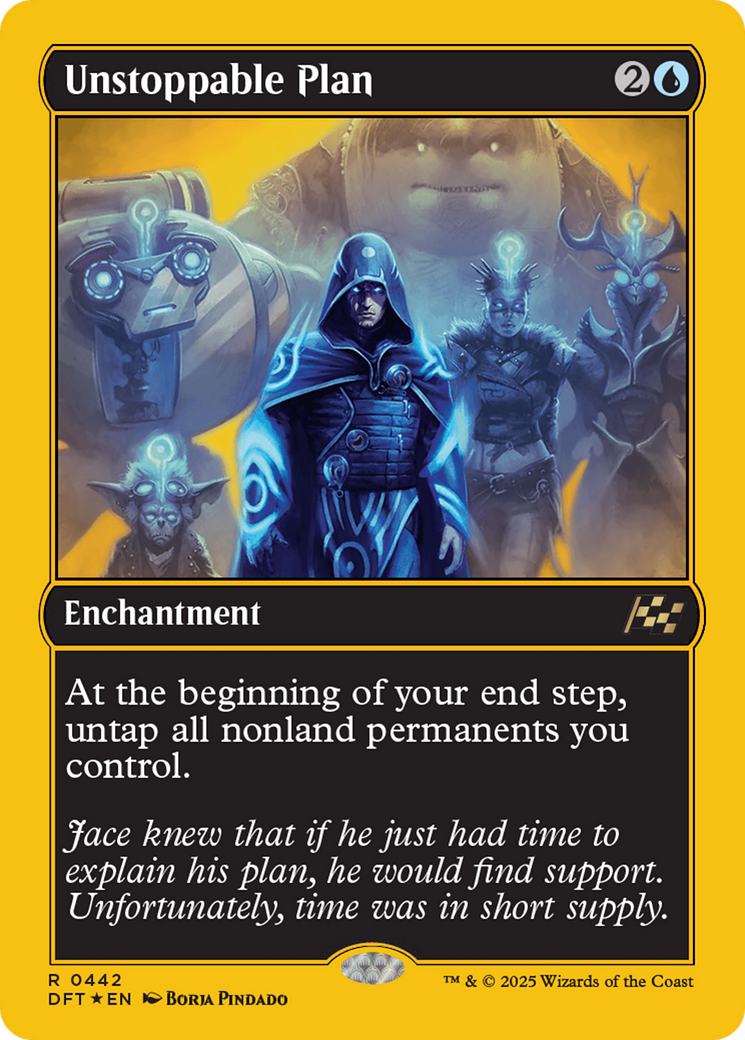 Unstoppable Plan 2
Enchantment
At the beginning of your end step,
untap all nonland permanents you
control.
Jace knew that if he just had time to
explain his plan, he would find support.
Unfortunately, time was in short supply.
R 0442
DFT ★ EN Borja Pindado
™ & © 2025 Wizards of the Coast